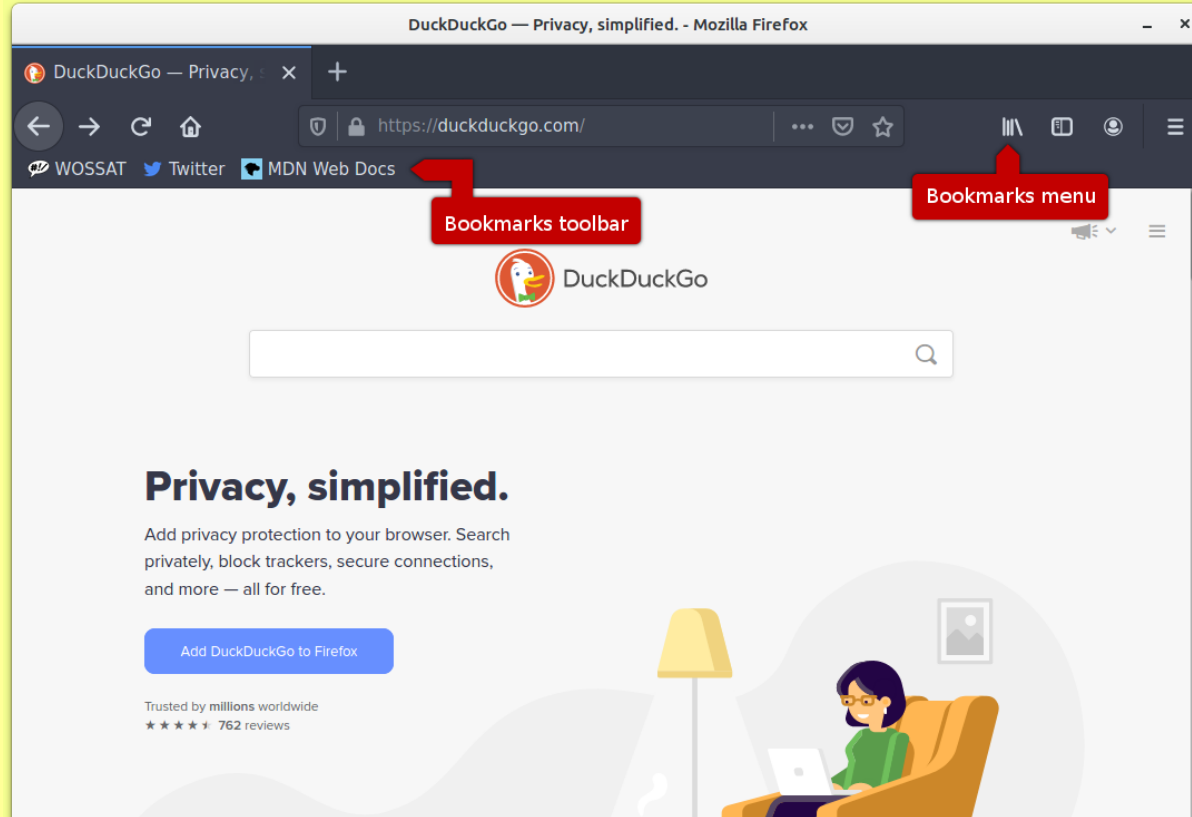 DuckDuckGo — Privacy, simplified. - Mozilla Firefox
DuckDuckGo — Privacy, s
https://duckduckgo.com/
WOSSAT Twitter MDN Web Docs
Bookmarks menu
Bookmarks toolbar
DuckDuckGo
Privacy, simplified.
Add privacy protection to your browser. Search
privately, block trackers, secure connections,
and more — all for free.
Add DuckDuckGo to Firefox
Trusted by millions worldwide
762 reviews